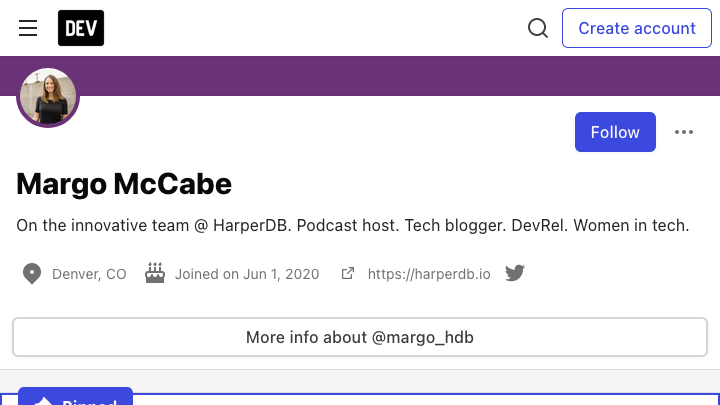 DEV
Create account
Follow
Margo McCabe
On the innovative team @ HarperDB. Podcast host. Tech blogger. DevRel. Women in tech.
Denver, CO Joined on Jun 1, 2020 https://harperdb.io
More info about @margo_hdb
Pinned